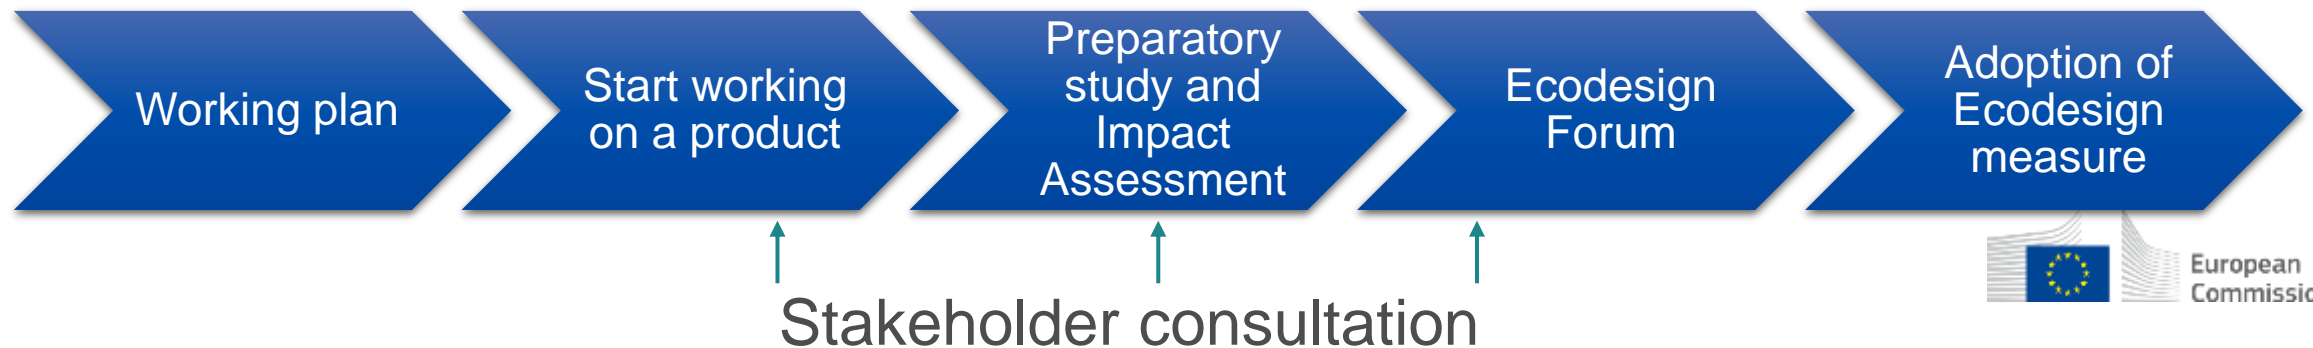 Working plan
Start working
on a product
Preparatory
study and
Impact
Assessment
Ecodesign
Forum
Adoption of
Ecodesign
measure
Stakeholder consultation
European
Commissio